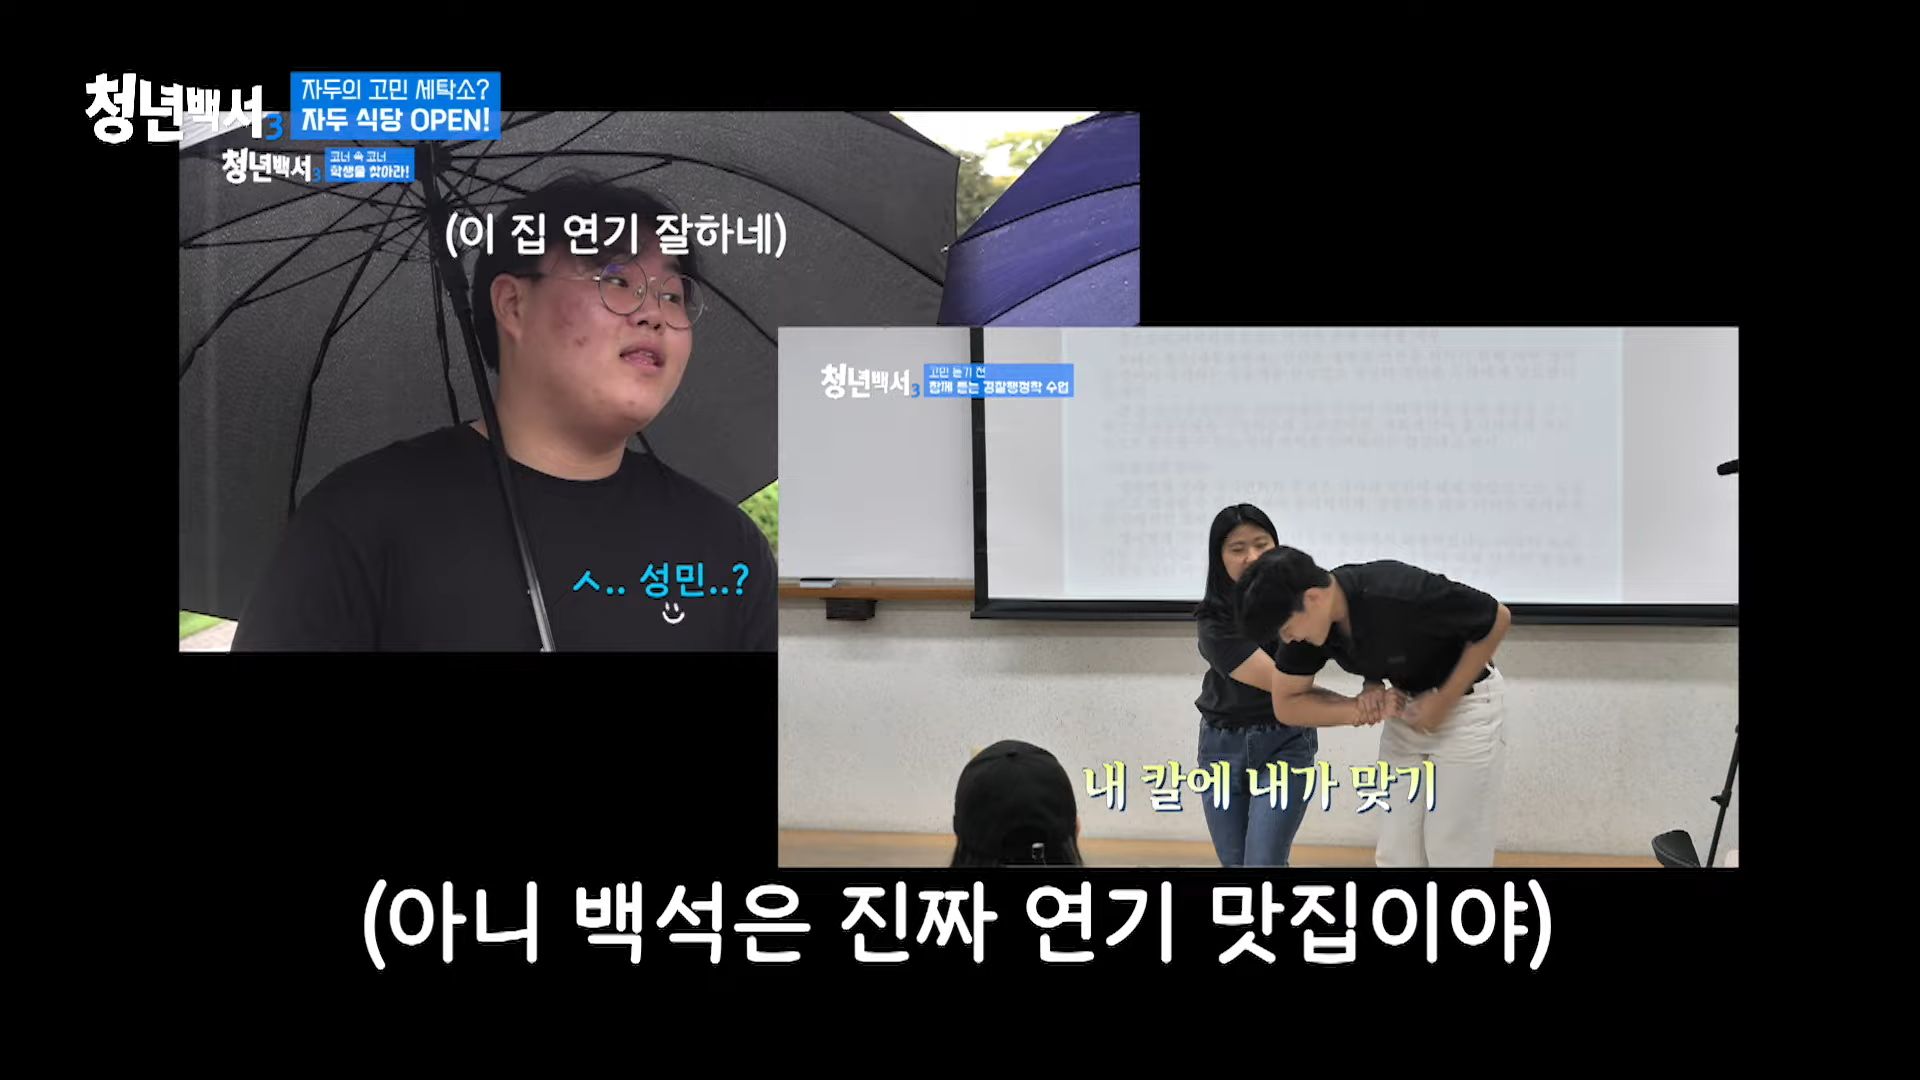 청년백서3
자두의 고민 세탁소?
자두 식당 OPEN!
청년백서3
코너 속 코너
학생을 찾아라!
(이 집 연기 잘하네)
ㅅ.. 성민..?
청년백서3
고민 듣기 전
함께 듣는 경찰행정학 수업
내 칼에 내가 맞기
(아니 백석은 진짜 연기 맛집이야)